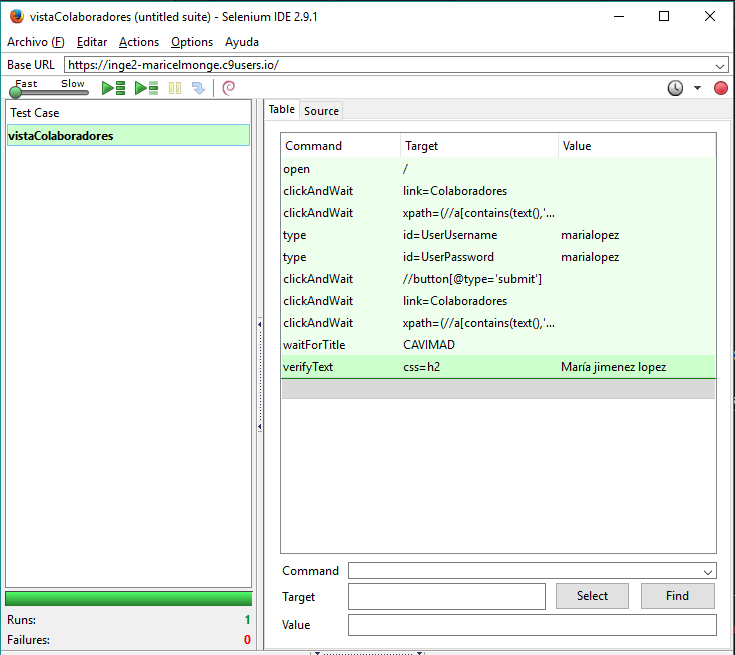 vistaColaboradores (untitled suite) - Selenium IDE 2.9.1
Archivo (F) Editar Actions Options Ayuda
Base URL https://inge2-maricelmonge.c9users.io/
Fast Slow
Test Case
vistaColaboradores
Runs: 1
Failures: 0
Table Source
Command Target Value
open /
clickAndWait link=Colaboradores
clickAndWait xpath=(//a[contains(text(),'...
type id=UserUsername marialopez
type id=UserPassword marialopez
clickAndWait //button[@type='submit']
clickAndWait link=Colaboradores
clickAndWait xpath=(//a[contains(text(),'...
waitForTitle CAVIMAD
verifyText css=h2 María jimenez lopez
Command
Target Select Find
Value